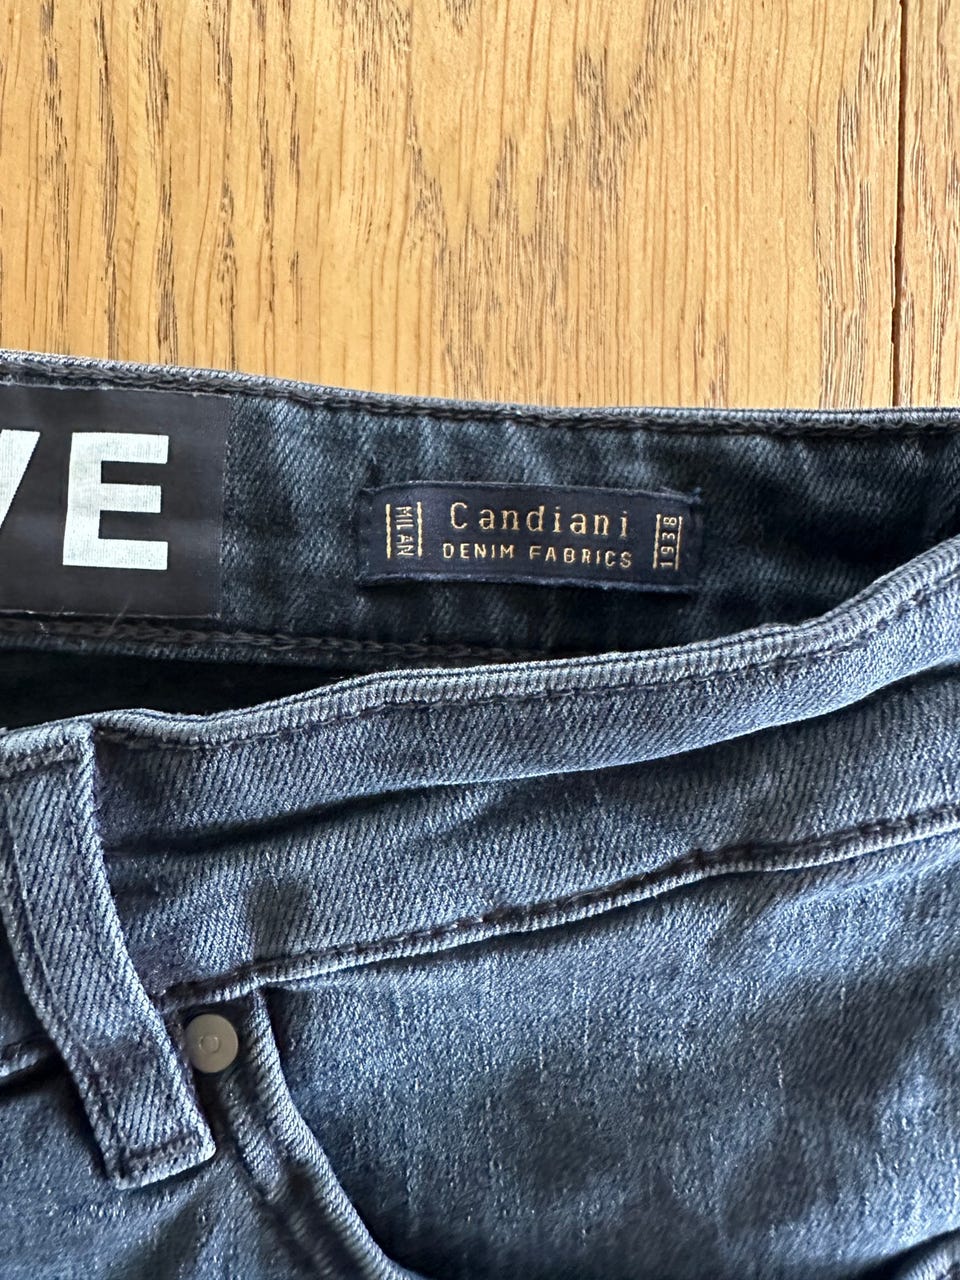 VE
MILAN
Candiani
DENIM FABRICS
1938